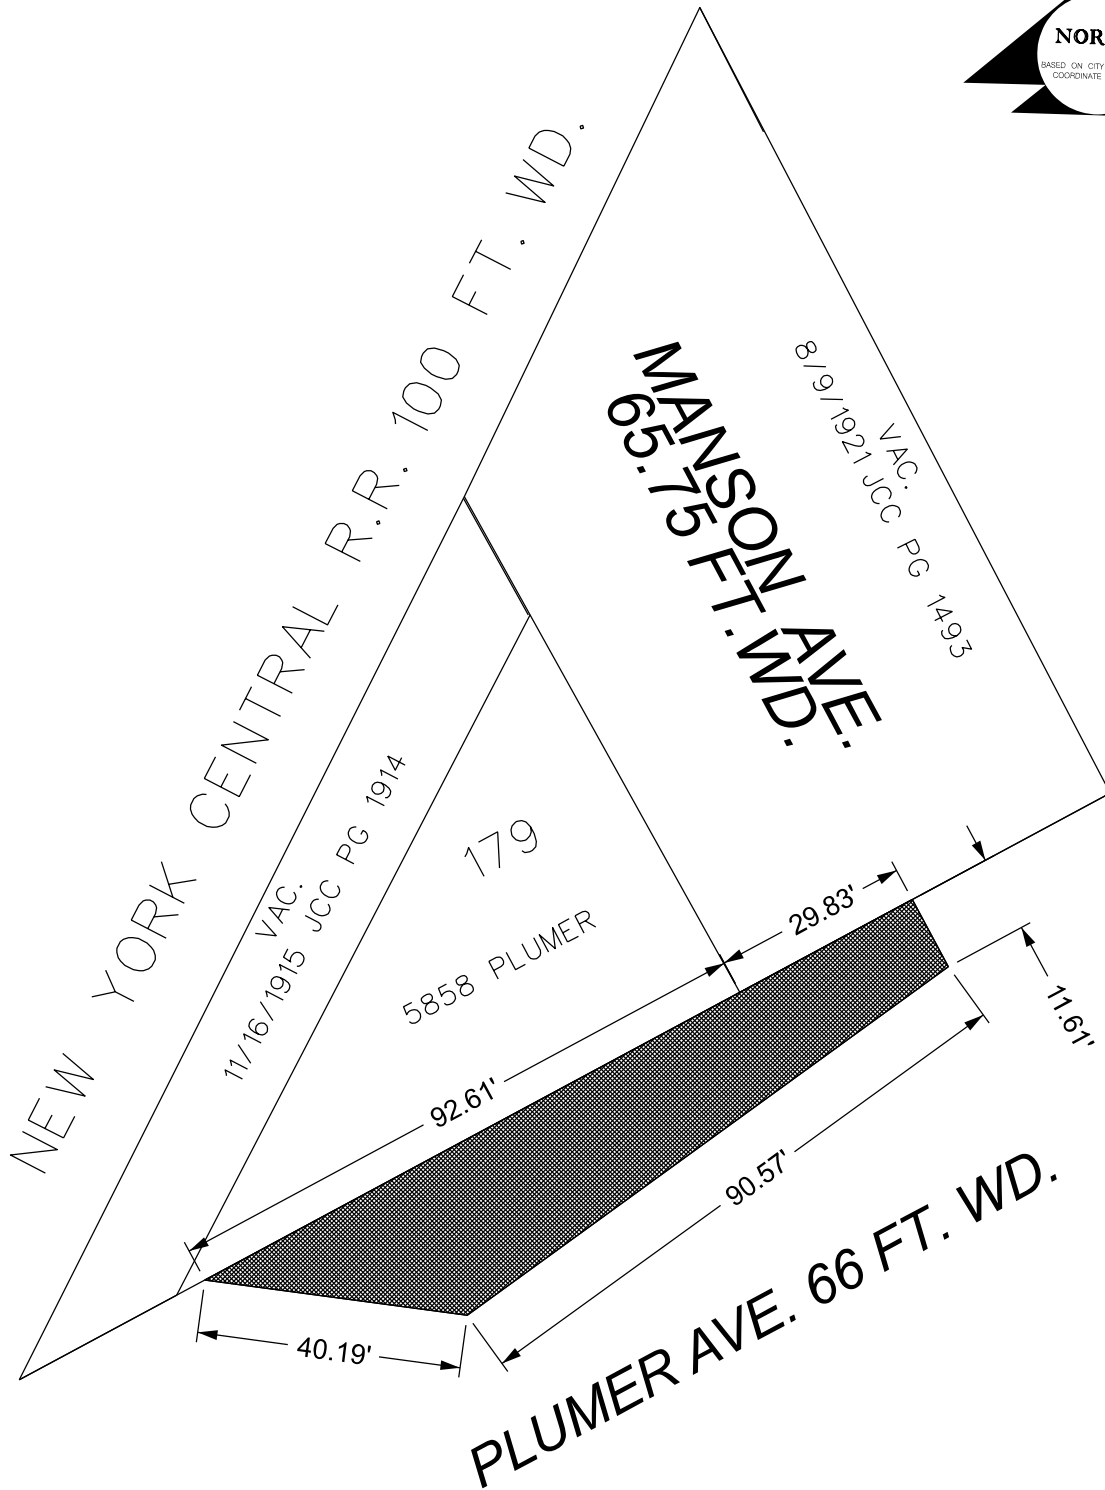 NOR
BASED ON CITY
COORDINATE
NEW YORK CENTRAL R.R. 100 FT. WD.
MANSON AVE.
65.75 FT.WD.
VAC.
8/9/1921 JCC PG 1493
VAC.
11/16/1915 JCC PG 1914
179
5858 PLUMER
29.83'
11.61'
92.61'
90.57'
40.19'
PLUMER AVE. 66 FT. WD.